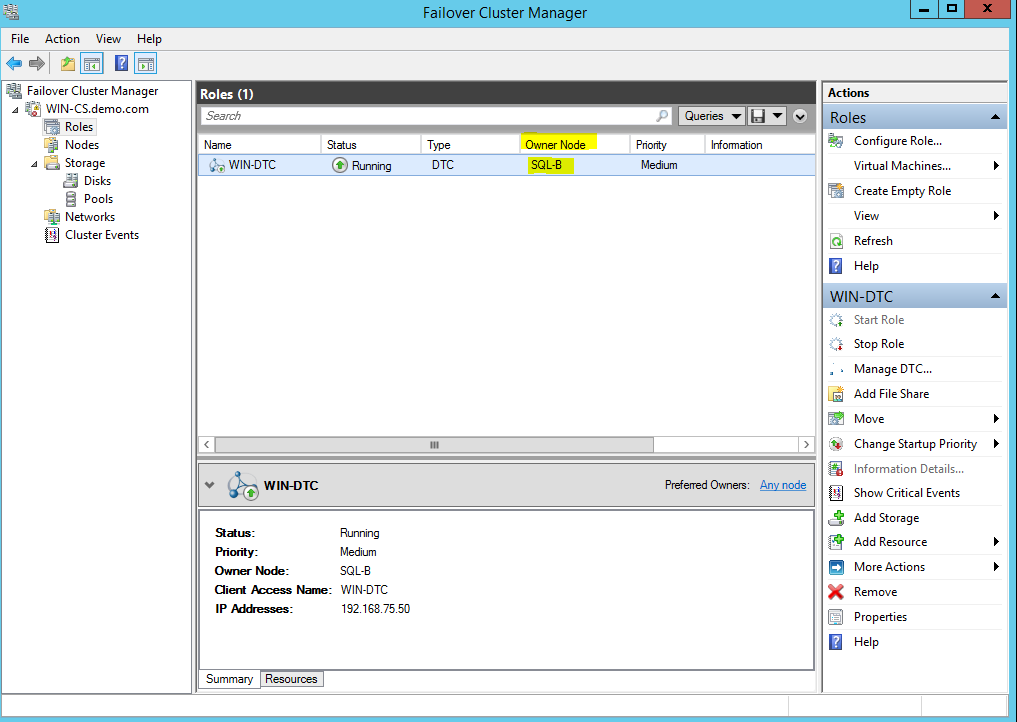 Failover Cluster Manager
File Action View Help
Failover Cluster Manager
WIN-CS.demo.com
Roles
Nodes
Storage
Disks
Pools
Networks
Cluster Events
Roles (1)
Search
Queries
Name Status Type Owner Node Priority Information
WIN-DTC Running DTC SQL-B Medium
WIN-DTC Preferred Owners: Any node
Status: Running
Priority: Medium
Owner Node: SQL-B
Client Access Name: WIN-DTC
IP Addresses: 192.168.75.50
Summary Resources
Actions
Roles
Configure Role...
Virtual Machines...
Create Empty Role
View
Refresh
Help
WIN-DTC
Start Role
Stop Role
Manage DTC...
Add File Share
Move
Change Startup Priority
Information Details...
Show Critical Events
Add Storage
Add Resource
More Actions
Remove
Properties
Help